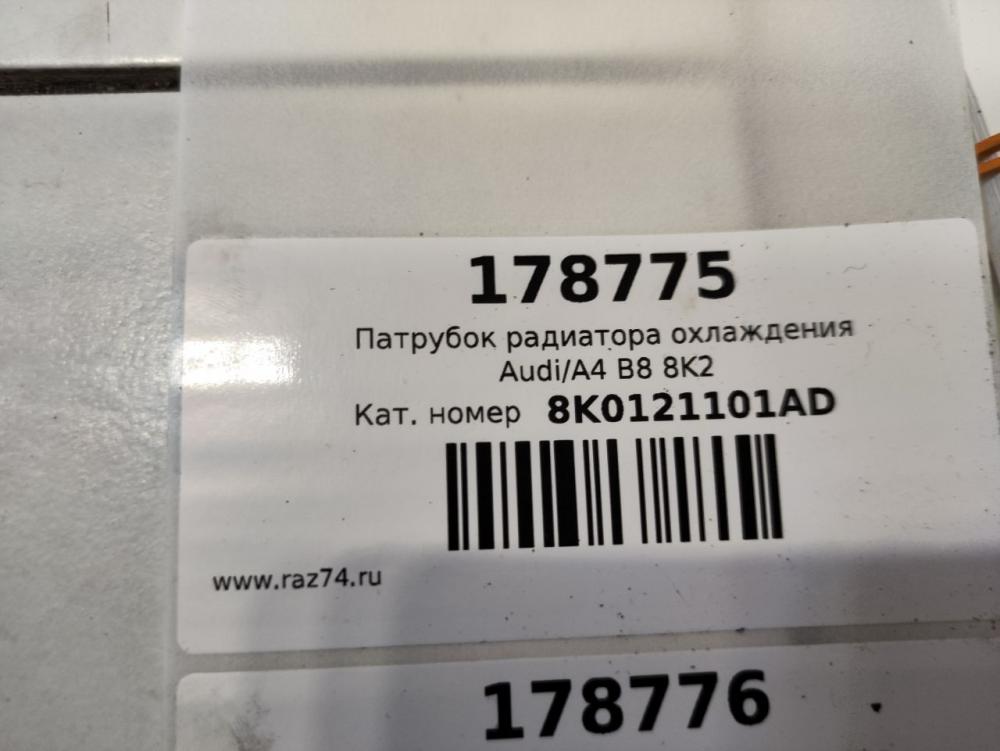 178775
Патрубок радиатора охлаждения
Audi/A4 B8 8K2
Кат. номер 8K0121101AD
www.raz74.ru
178776